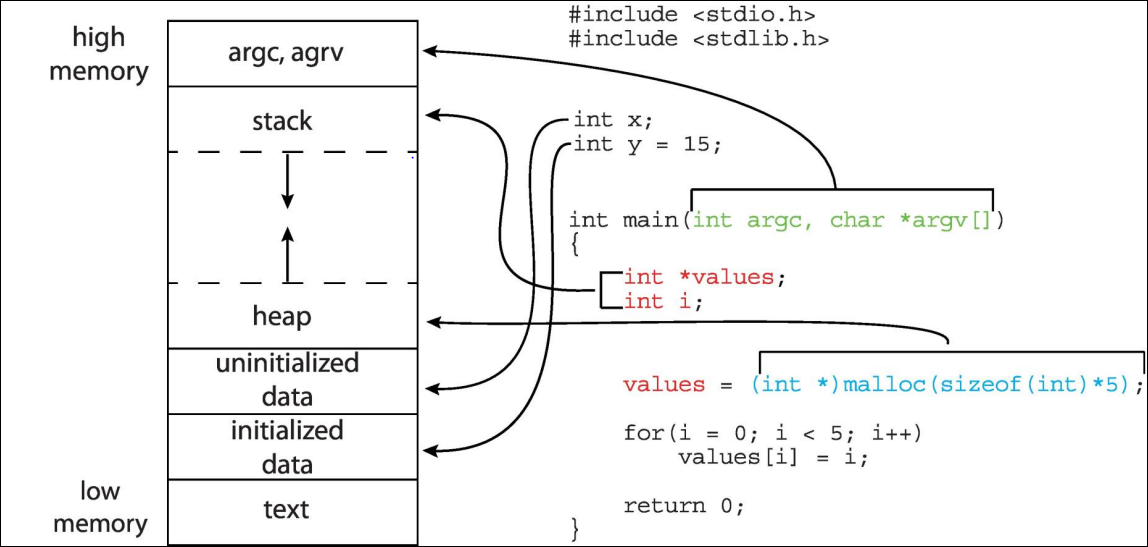 high
memory
argc, agrv
stack
heap
uninitialized
data
initialized
data
low
memory
text
#include <stdio.h>
#include <stdlib.h>
int x;
int y = 15;
int main(int argc, char *argv[])
{
int *values;
int i;
values = (int *)malloc(sizeof(int)*5);
for(i = 0; i < 5; i++)
values[i] = i;
return 0;
}